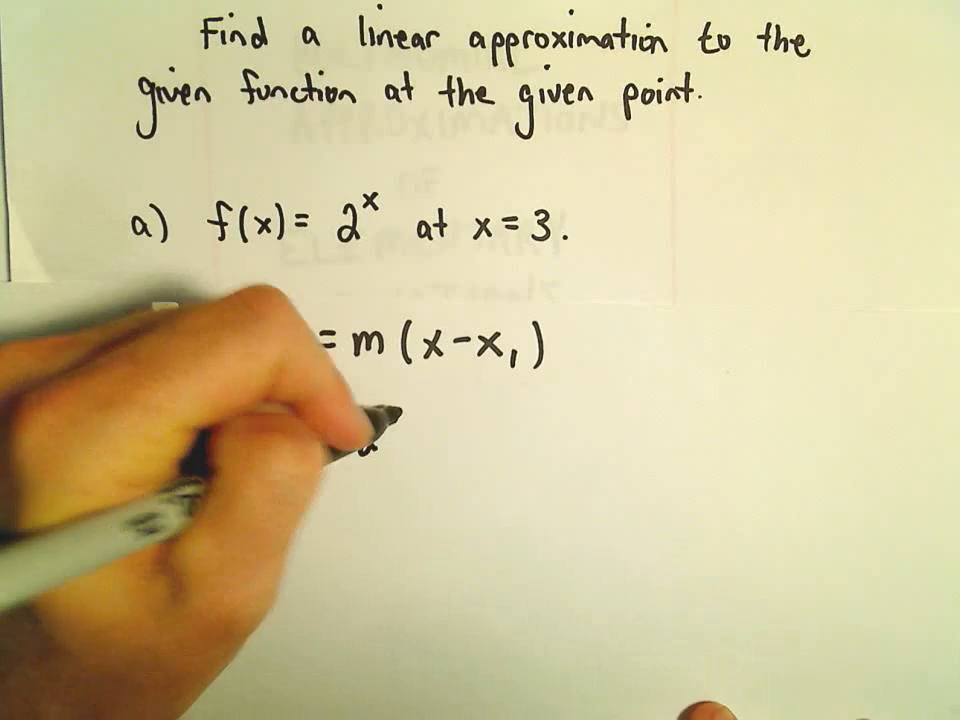 Find a linear approximation to the
given function at the given point.
a) f(x) = 2^x at x = 3.
= m(x-x₁)